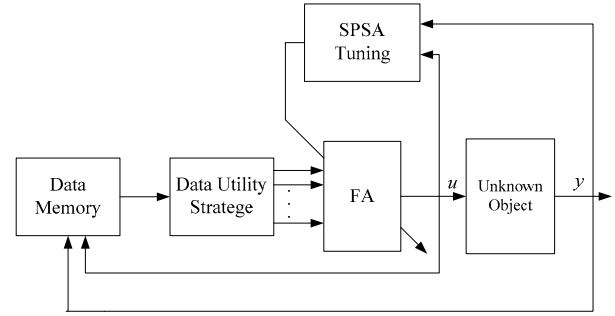 SPSA
Tuning
Data
Memory
Data Utility
Stratege
FA
u
Unknown
Object
y